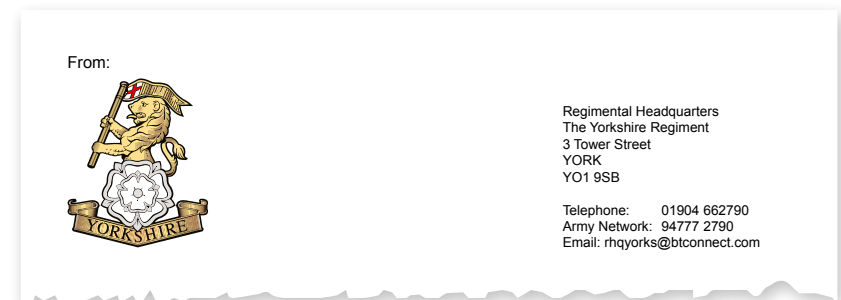 From:
YORKSHIRE
Regimental Headquarters
The Yorkshire Regiment
3 Tower Street
YORK
YO1 9SB
Telephone: 01904 662790
Army Network: 94777 2790
Email: rhqyorks@btconnect.com